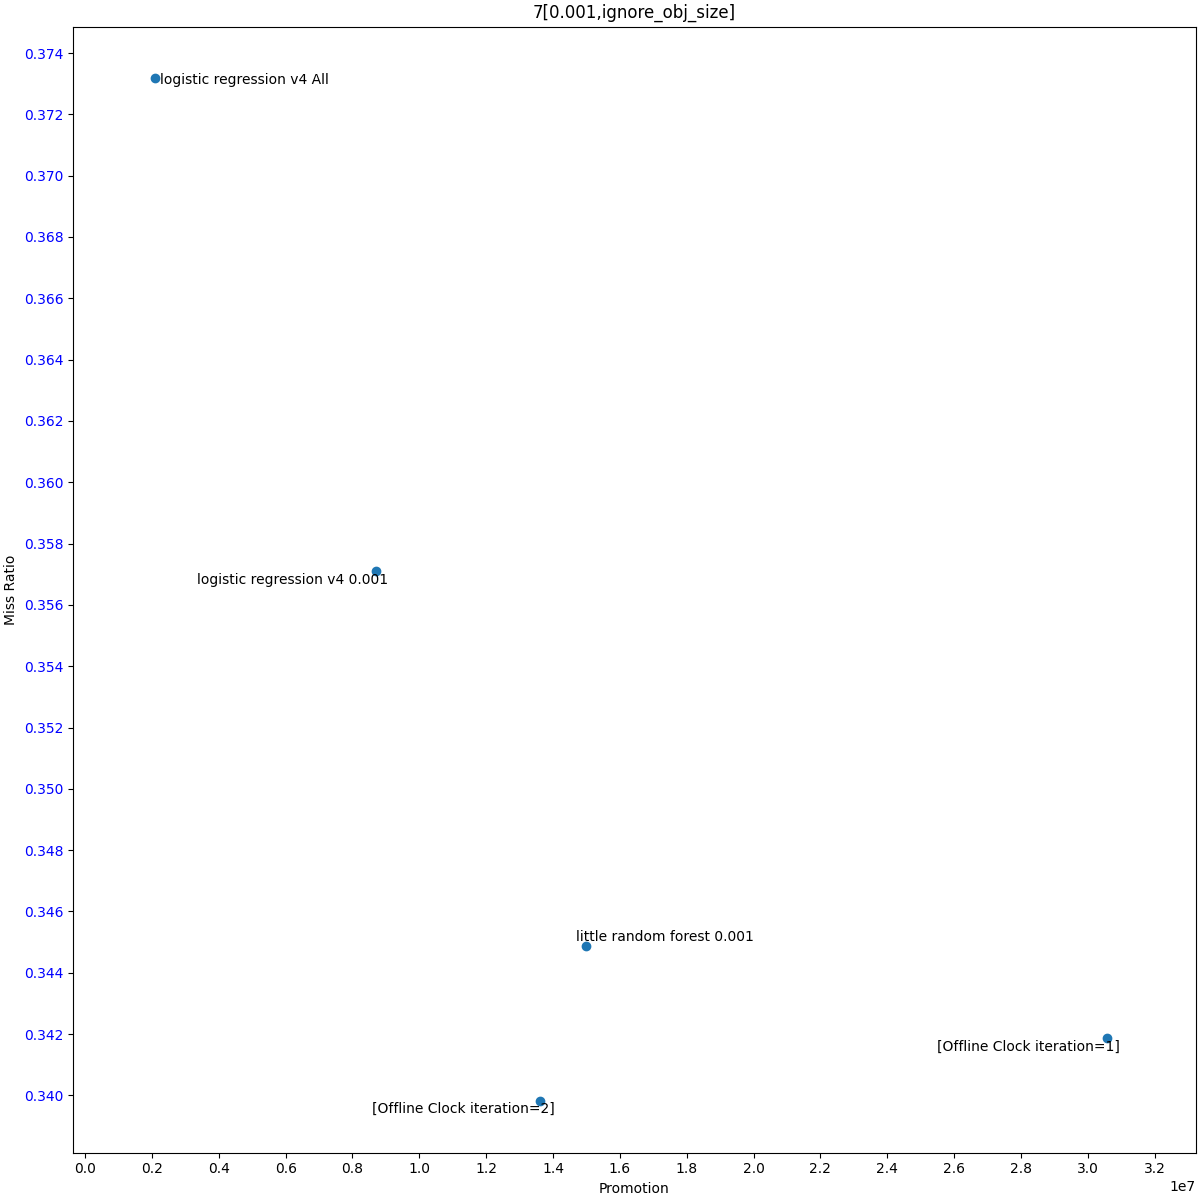 7[0.001,ignore_obj_size]
0.374
logistic regression v4 All
0.372
0.370
0.368
0.366
0.364
0.362
0.360
0.358
logistic regression v4 0.001
0.356
Miss Ratio
0.354
0.352
0.350
0.348
0.346
little random forest 0.001
0.344
0.342
[Offline Clock iteration=1]
0.340
[Offline Clock iteration=2]
0.0 0.2 0.4 0.6 0.8 1.0 1.2 1.4 1.6 1.8 2.0 2.2 2.4 2.6 2.8 3.0 3.2
1e7
Promotion